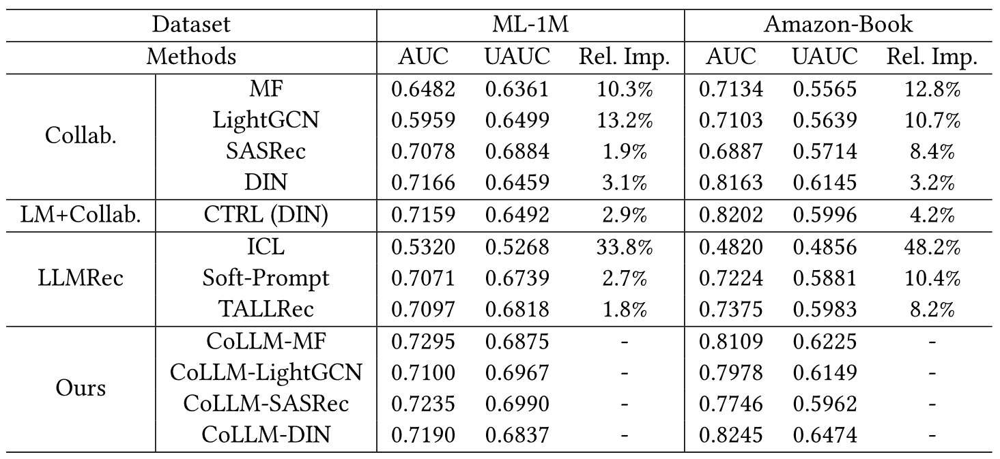 Dataset ML-1M Amazon-Book
Methods AUC UAUC Rel. Imp. AUC UAUC Rel. Imp.
Collab. MF 0.6482 0.6361 10.3% 0.7134 0.5565 12.8%
LightGCN 0.5959 0.6499 13.2% 0.7103 0.5639 10.7%
SASRec 0.7078 0.6884 1.9% 0.6887 0.5714 8.4%
DIN 0.7166 0.6459 3.1% 0.8163 0.6145 3.2%
LM+Collab. CTRL (DIN) 0.7159 0.6492 2.9% 0.8202 0.5996 4.2%
LLMRec ICL 0.5320 0.5268 33.8% 0.4820 0.4856 48.2%
Soft-Prompt 0.7071 0.6739 2.7% 0.7224 0.5881 10.4%
TALLRec 0.7097 0.6818 1.8% 0.7375 0.5983 8.2%
Ours CoLLM-MF 0.7295 0.6875 - 0.8109 0.6225 -
CoLLM-LightGCN 0.7100 0.6967 - 0.7978 0.6149 -
CoLLM-SASRec 0.7235 0.6990 - 0.7746 0.5962 -
CoLLM-DIN 0.7190 0.6837 - 0.8245 0.6474 -